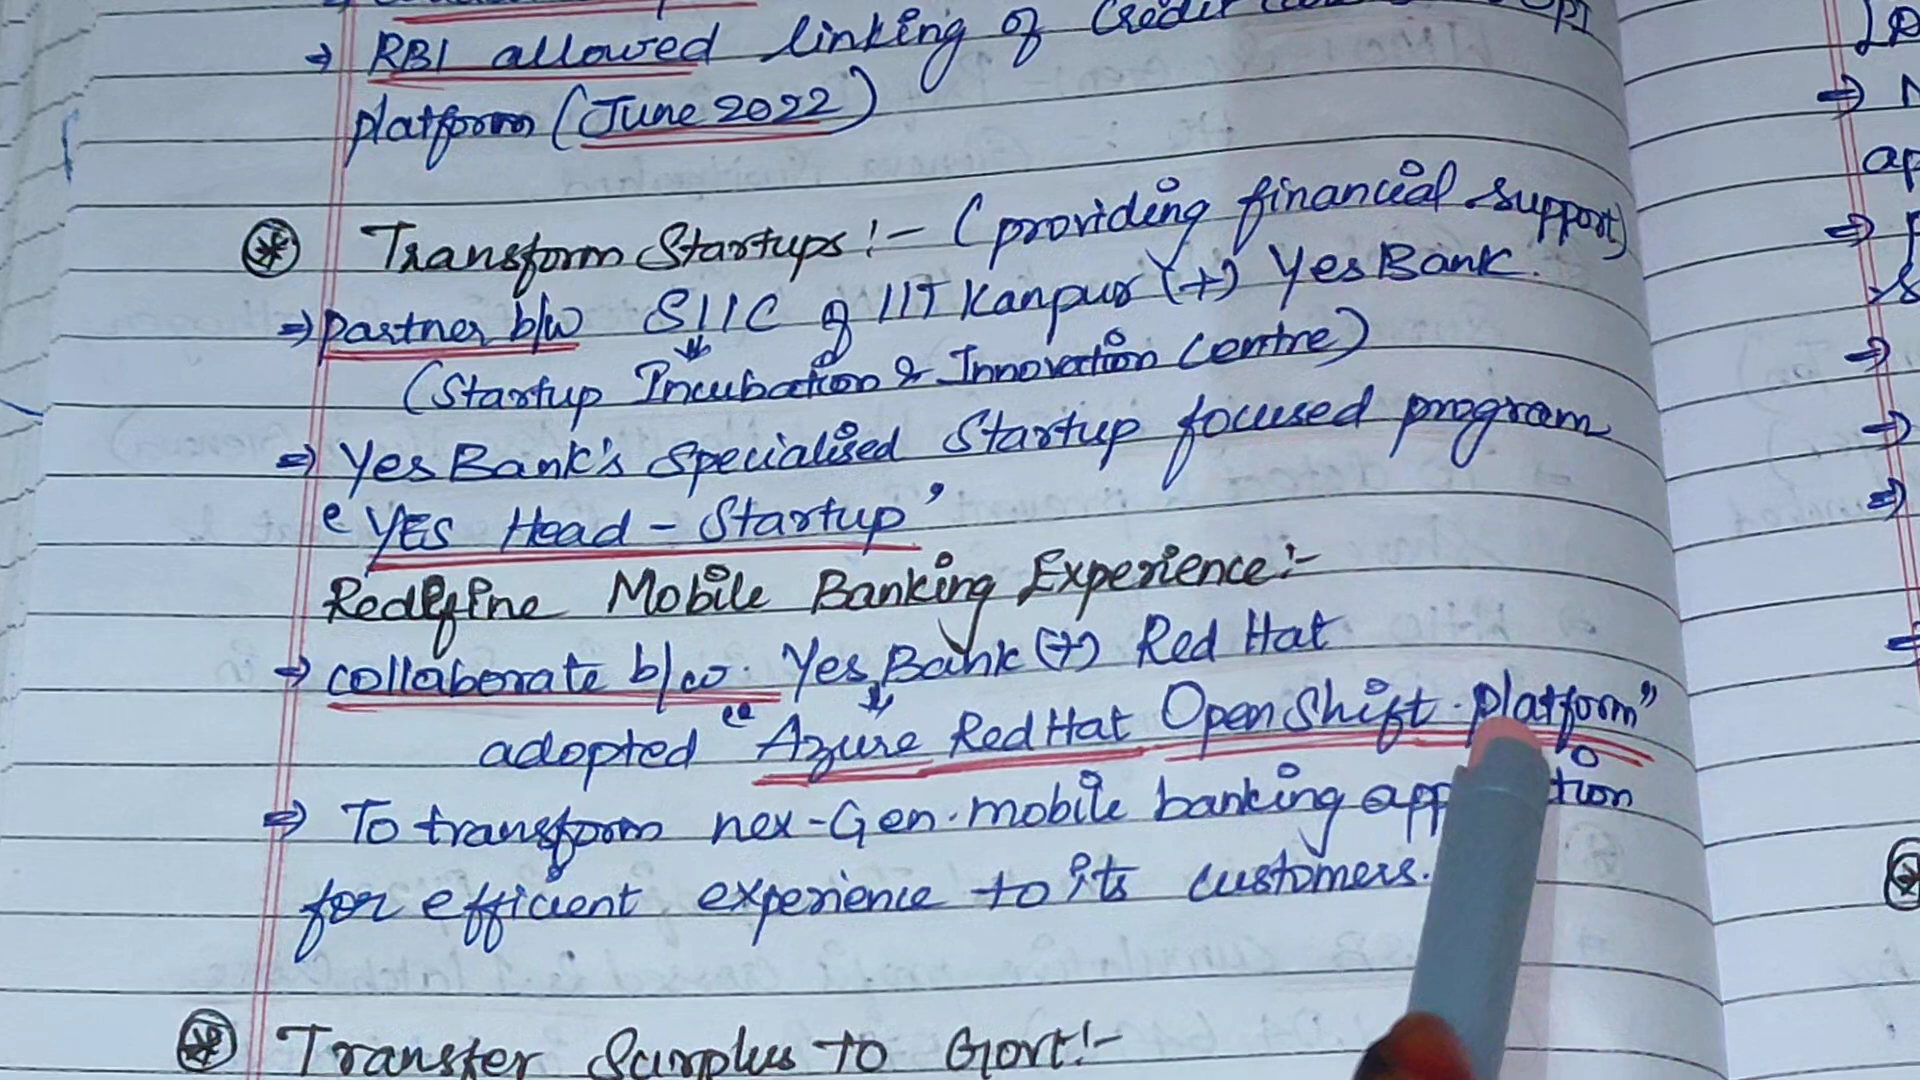 ⇒ RBI allowed linking of Credit
platform (June 2022)
Transform Startups :- (providing financial support)
⇒ partner b/w SIIC of IIT Kanpur (+) Yes Bank.
(Startup Incubation & Innovation Centre)
⇒ Yes Bank's Specialised Startup focused program
'YES Head - Startup'
Redefine Mobile Banking Experience :-
→ collaborate b/w. Yes Bank (+) Red Hat
adopted "Azure Red Hat OpenShift Platform"
⇒ To transform nex-Gen. mobile banking app tion
for efficient experience to its customers.
Transfer Surplus To Govt :-